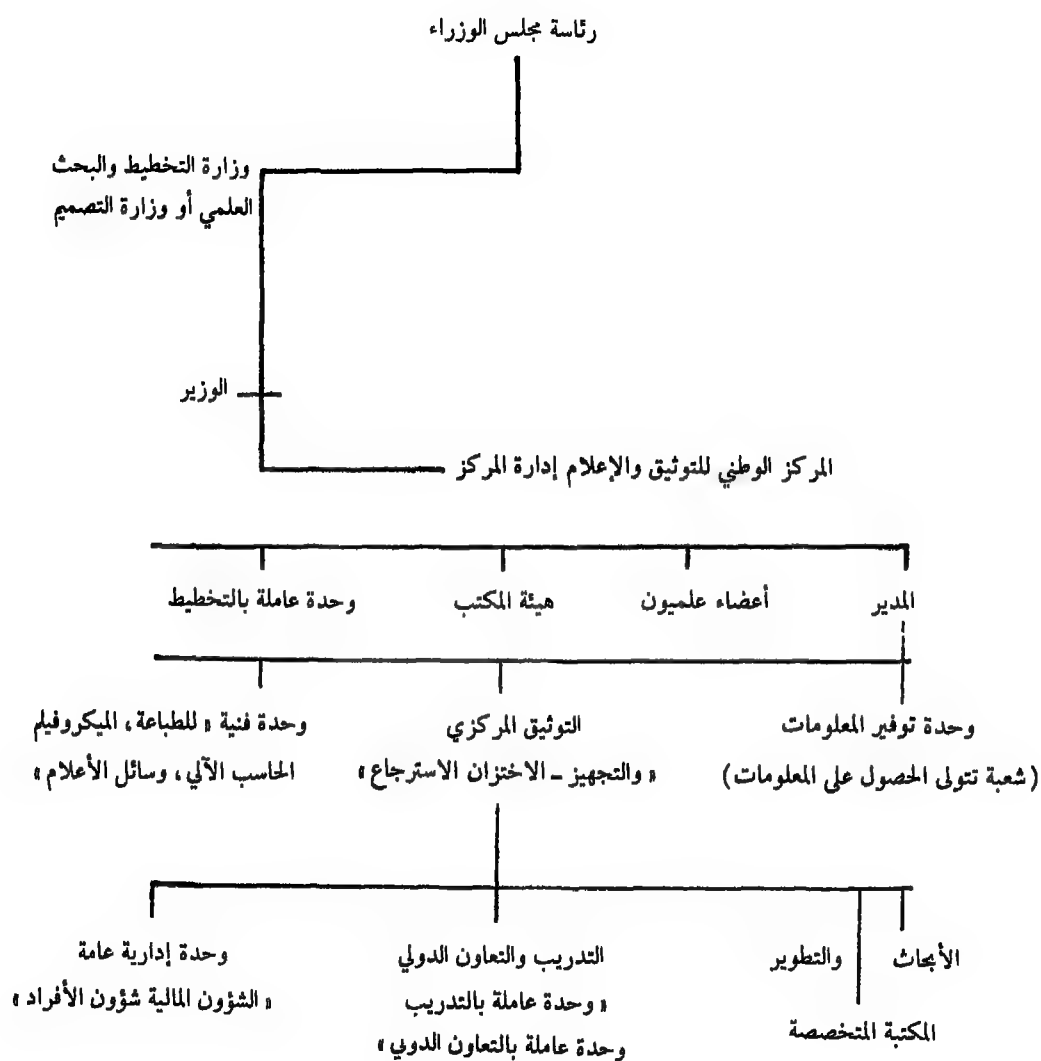 رئاسة مجلس الوزراء
وزارة التخطيط والبحث
العلمي أو وزارة التصميم
الوزير
المركز الوطني للتوثيق والإعلام إدارة المركز
المدير
أعضاء علميون
هيئة المكتب
وحدة عاملة بالتخطيط
وحدة توفير المعلومات
(شعبة تتولى الحصول على المعلومات)
التوثيق المركزي
« والتجهيز – الاختزان الاسترجاع »
وحدة فنية « للطباعة، الميكروفيلم
الحاسب الآلي، وسائل الأعلام »
الأبحاث
والتطوير
المكتبة المتخصصة
التدريب والتعاون الدولي
« وحدة عاملة بالتدريب
وحدة عاملة بالتعاون الدولي »
وحدة إدارية عامة
« الشؤون المالية شؤون الأفراد »